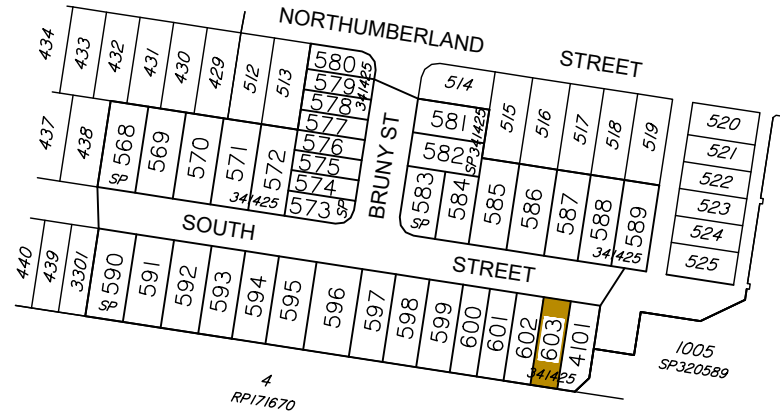 NORTHUMBERLAND STREET
434 433 432 431 430 429 512 513
580
579
578
577
576
575
574
573
SP
341425
BRUNY ST
514
581
582
SP341425
515 516 517 518 519
520
521
522
523
524
525
437 438 568 569 570 571 572
SP
341425
583 584 585 586 587 588 589
SP
341425
SOUTH STREET
440 439 3301 590 591 592 593 594 595 596 597 598 599 600 601 602 603 4101
SP
341425
4
RP171670
1005
SP320589